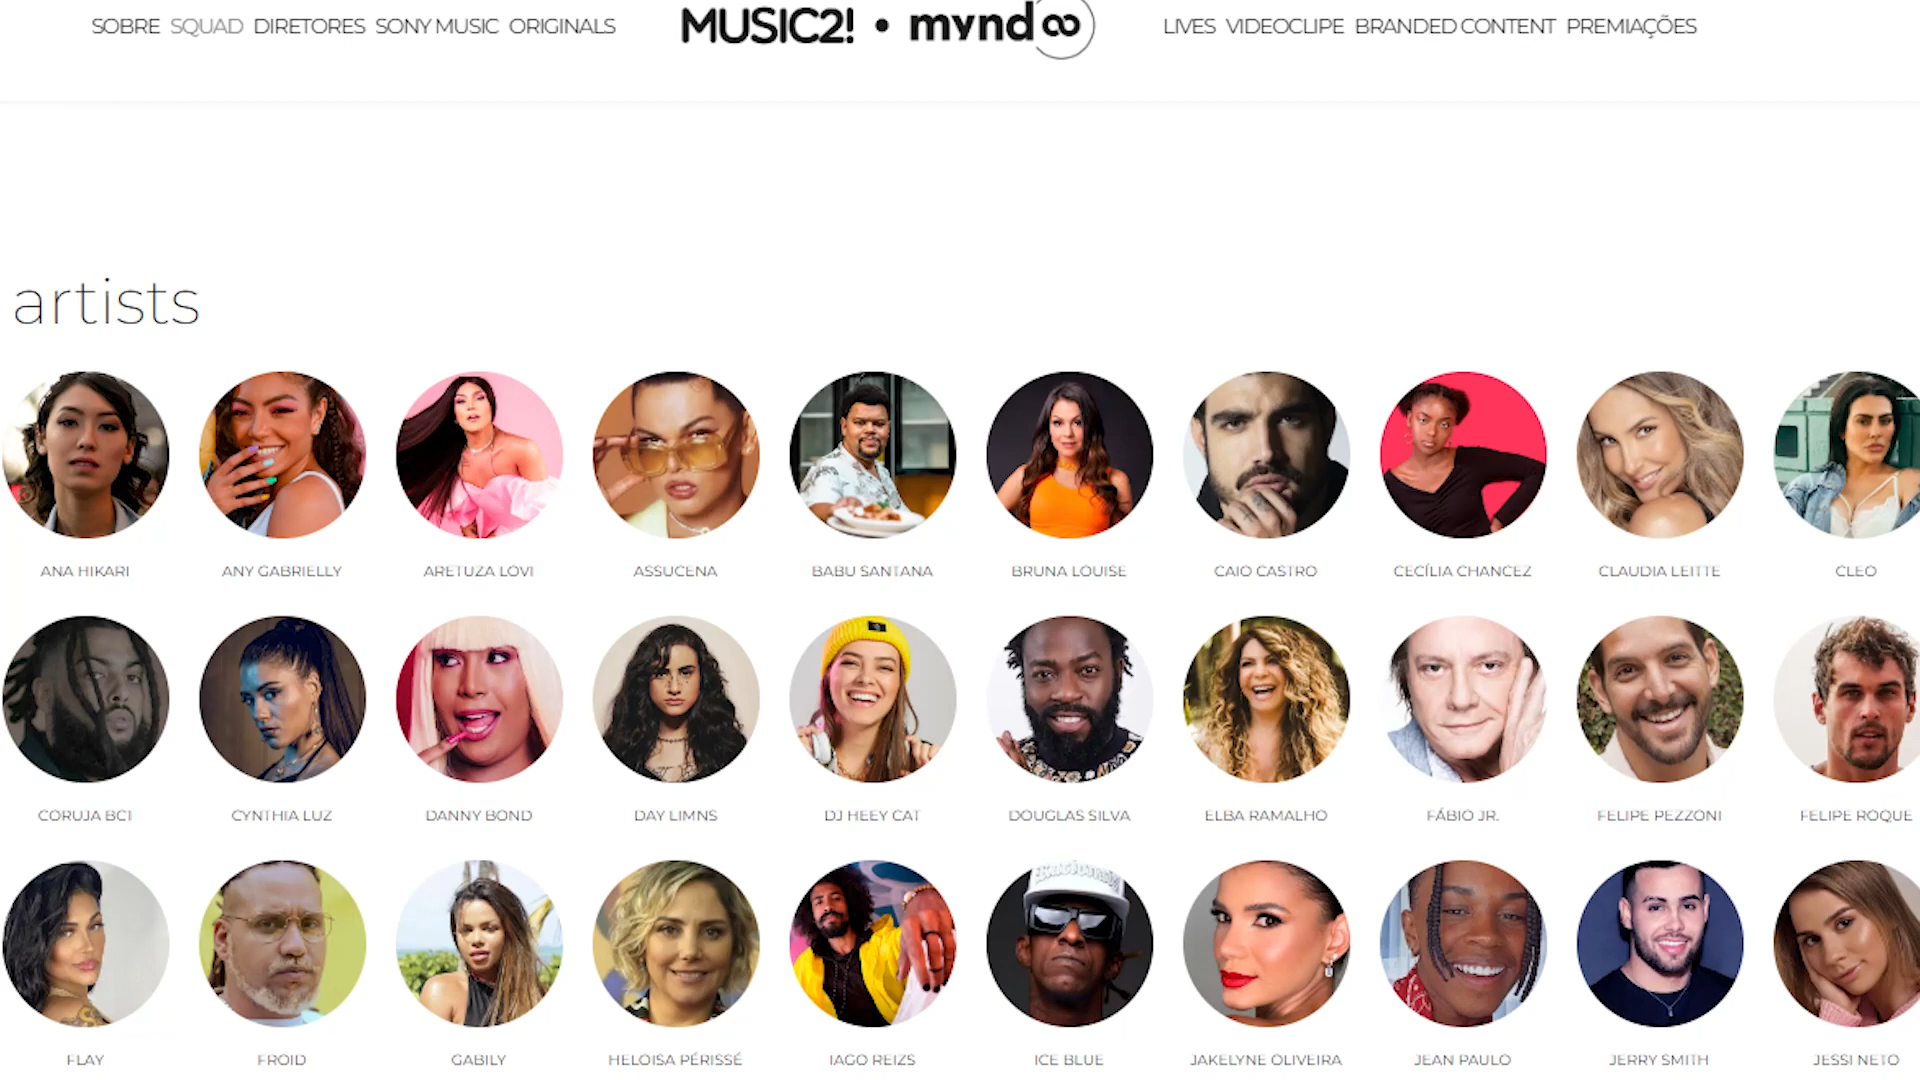 SOBRE SQUAD DIRETORES SONY MUSIC ORIGINALS MUSIC2! • mynd LIVES VIDEOCLIPE BRANDED CONTENT PREMIAÇÕES
artists
ANA HIKARI ANY GABRIELLY ARETUZA LOVI ASSUCENA BABU SANTANA BRUNA LOUISE CAIO CASTRO CECÍLIA CHANCEZ CLAUDIA LEITTE CLEO
CORUJA BC1 CYNTHIA LUZ DANNY BOND DAY LIMNS DJ HEEY CAT DOUGLAS SILVA ELBA RAMALHO FÁBIO JR. FELIPE PEZZONI FELIPE ROQUE
FLAY FROID GABILY HELOISA PÉRISSÉ IAGO REIZS ICE BLUE JAKELYNE OLIVEIRA JEAN PAULO JERRY SMITH JESSI NETO